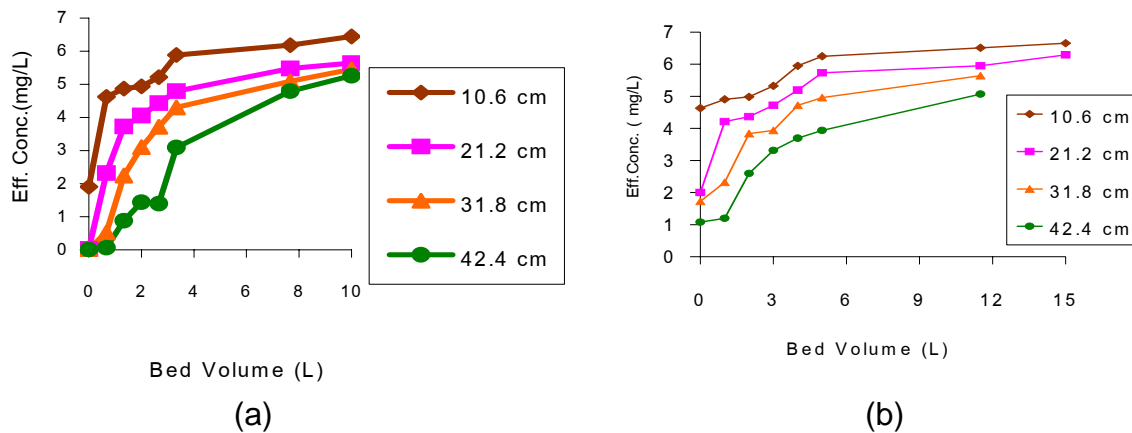 7
6
5
4
3
2
1
0
Eff. Conc.(mg/L)
0 2 4 6 8 10
Bed Volume (L)
10.6 cm
21.2 cm
31.8 cm
42.4 cm
(a)
7
6
5
4
3
2
1
0
Eff.Conc. ( mg/L)
0 3 6 9 12 15
Bed Volume (L)
10.6 cm
21.2 cm
31.8 cm
42.4 cm
(b)